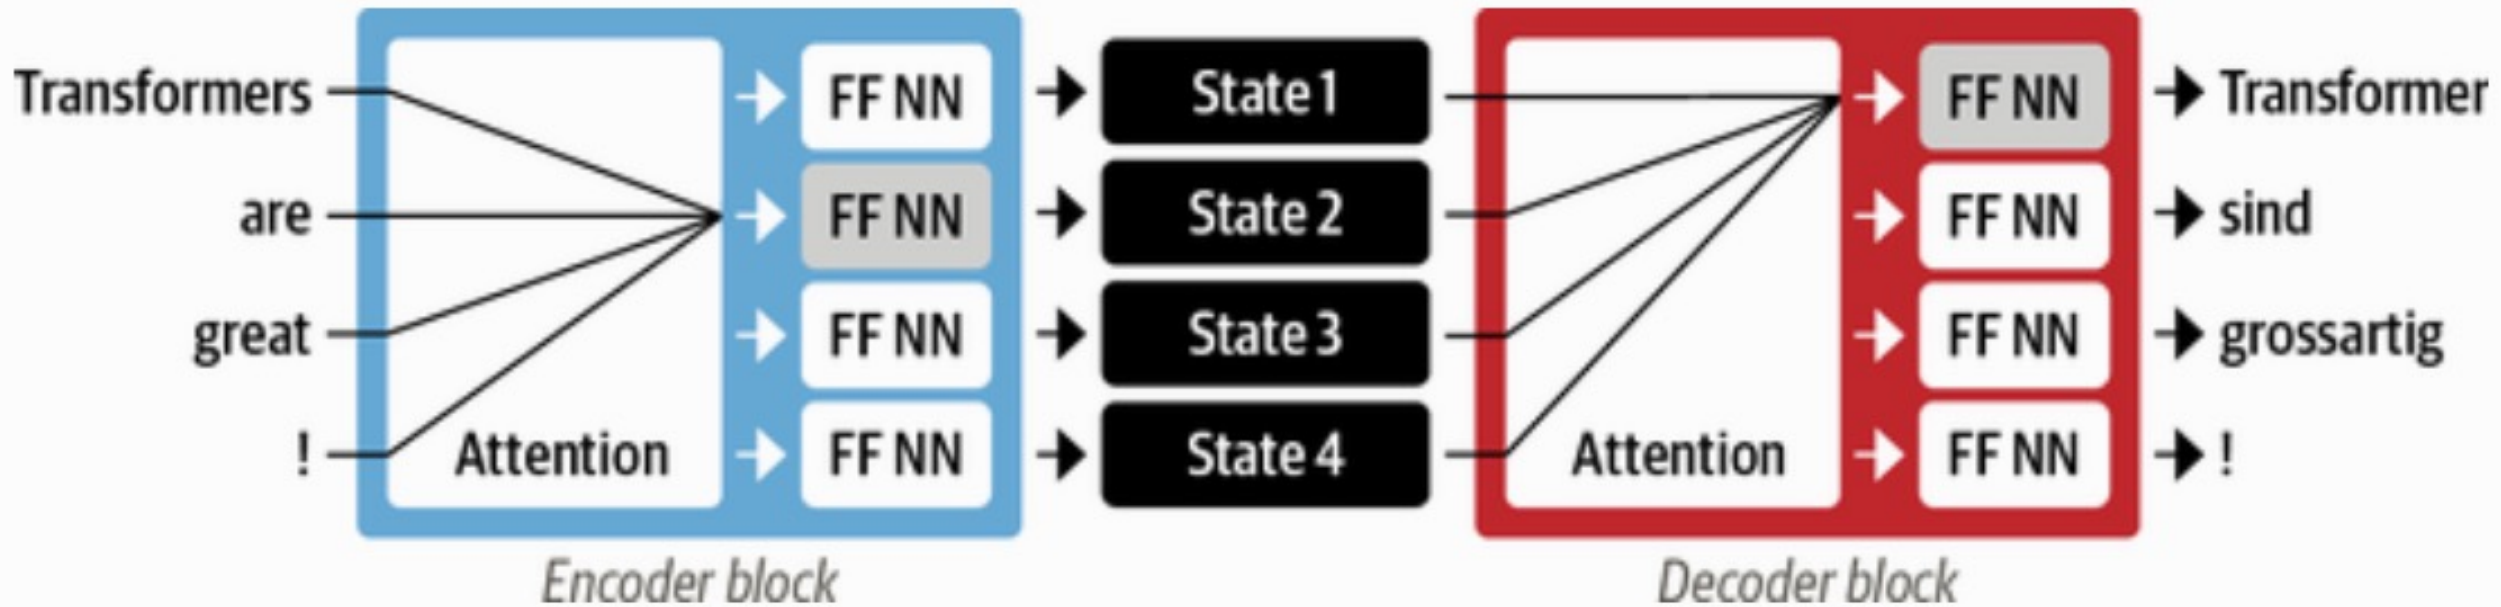 Transformers FF NN State 1 FF NN Transformer
are FF NN State 2 FF NN sind
great FF NN State 3 FF NN grossartig
! Attention FF NN State 4 Attention FF NN !
Encoder block Decoder block